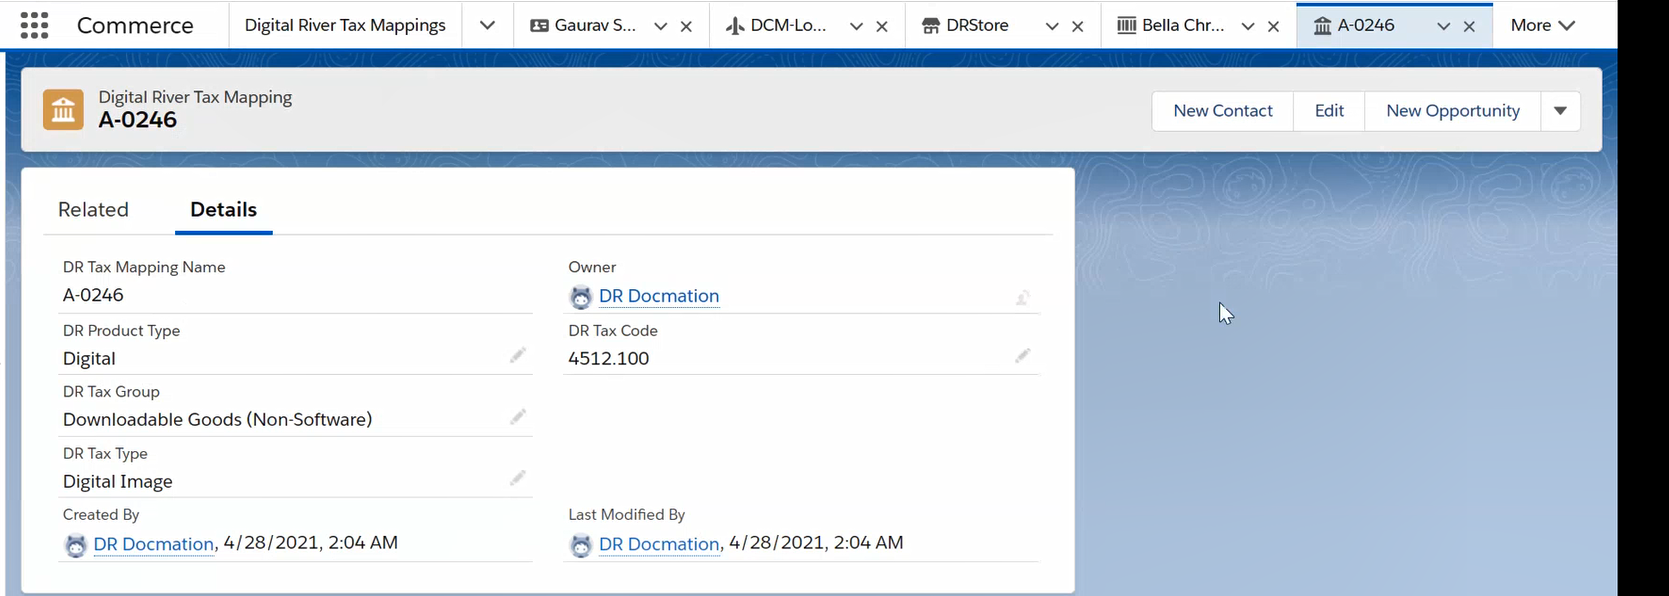 Commerce
Digital River Tax Mappings
Gaurav S...
DCM-Lo...
DRStore
Bella Chr...
A-0246
More
Digital River Tax Mapping
A-0246
New Contact
Edit
New Opportunity
Related
Details
DR Tax Mapping Name
A-0246
Owner
DR Docmation
DR Product Type
Digital
DR Tax Code
4512.100
DR Tax Group
Downloadable Goods (Non-Software)
DR Tax Type
Digital Image
Created By
DR Docmation, 4/28/2021, 2:04 AM
Last Modified By
DR Docmation, 4/28/2021, 2:04 AM